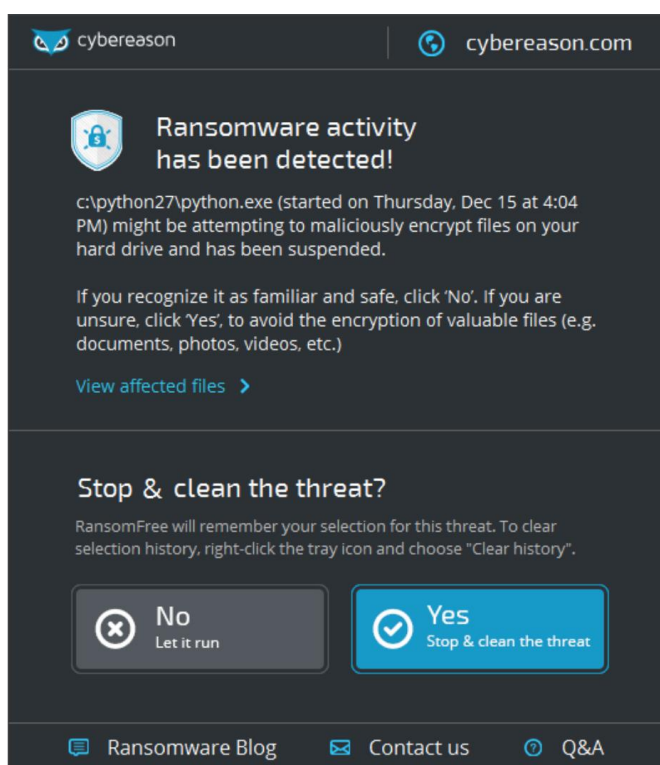 cybereason
cybereason.com
Ransomware activity
has been detected!
c:\python27\python.exe (started on Thursday, Dec 15 at 4:04
PM) might be attempting to maliciously encrypt files on your
hard drive and has been suspended.
If you recognize it as familiar and safe, click ‘No’. If you are
unsure, click ‘Yes’, to avoid the encryption of valuable files (e.g.
documents, photos, videos, etc.)
View affected files
Stop & clean the threat?
RansomFree will remember your selection for this threat. To clear
selection history, right-click the tray icon and choose "Clear history".
No
Let it run
Yes
Stop & clean the threat
Ransomware Blog
Contact us
Q&A